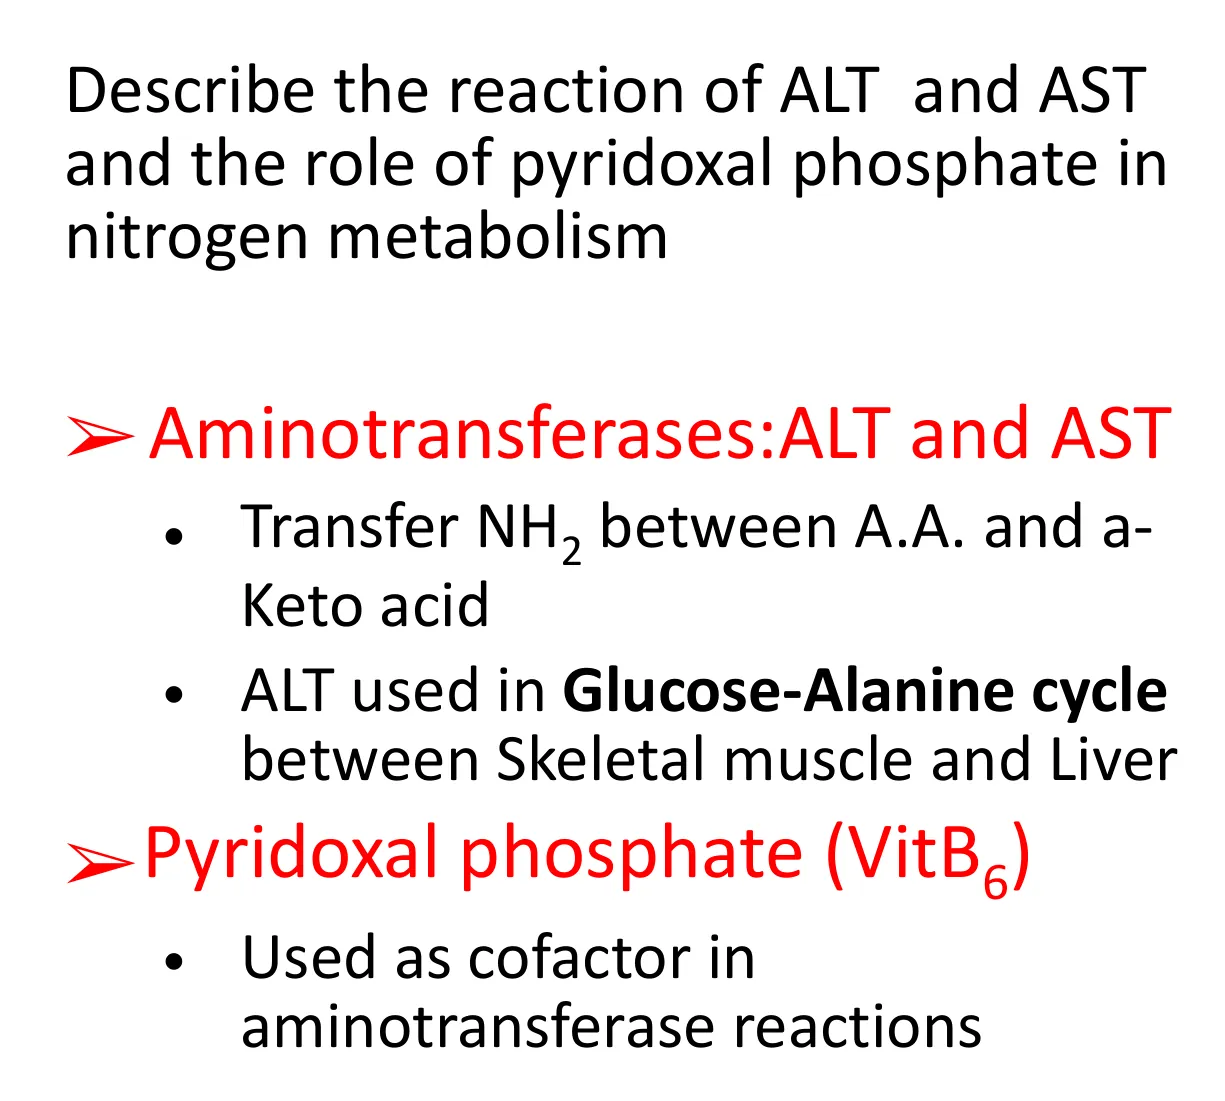 Describe the reaction of ALT  and AST
and the role of pyridoxal phosphate in
nitrogen metabolism
➢ Aminotransferases:ALT and AST
• Transfer NH₂ between A.A. and a-
Keto acid
• ALT used in Glucose-Alanine cycle
between Skeletal muscle and Liver
➢ Pyridoxal phosphate (VitB₆)
• Used as cofactor in
aminotransferase reactions